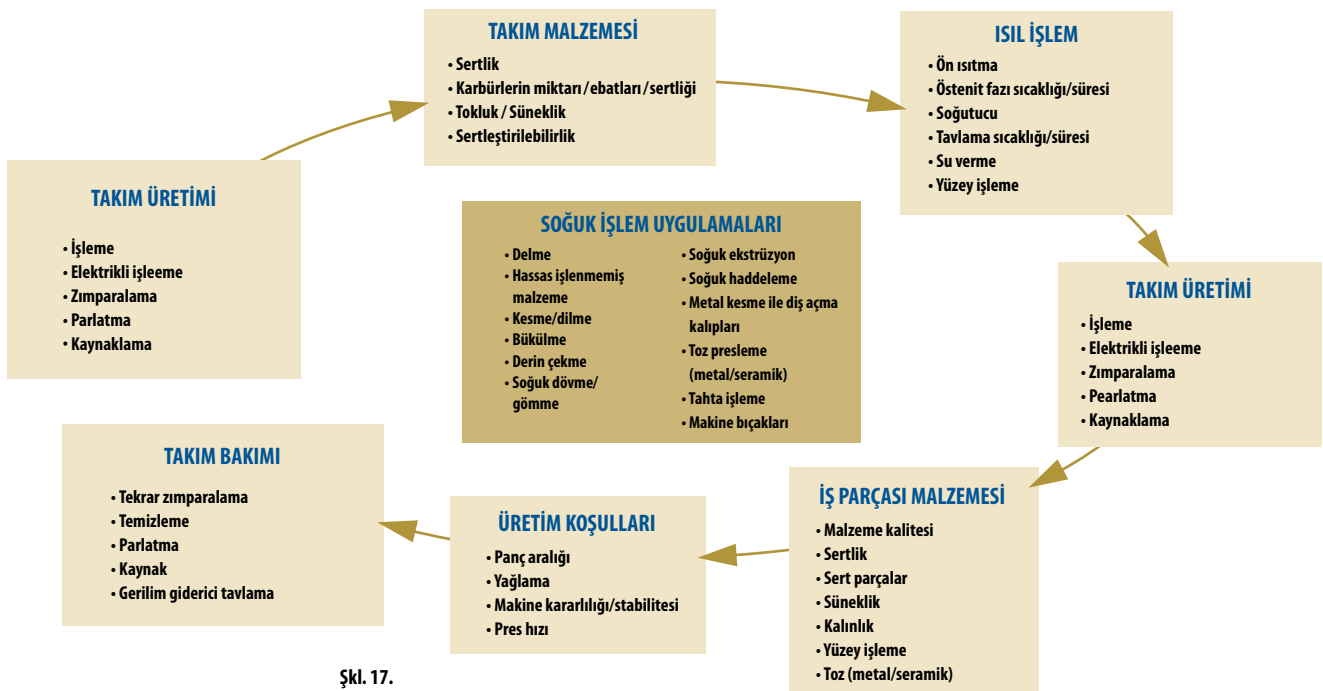 TAKIM MALZEMESİ
• Sertlik
• Karbürlerin miktarı/ebatları/sertliği
• Tokluk / Süneklik
• Sertleştirilebilirlik
ISIL İŞLEM
• Ön ısıtma
• Östenit fazı sıcaklığı/süresi
• Soğutucu
• Tavlama sıcaklığı/süresi
• Su verme
• Yüzey işleme
TAKIM ÜRETİMİ
• İşleme
• Elektrikli işleeme
• Zımparalama
• Parlatma
• Kaynaklama
SOĞUK İŞLEM UYGULAMALARI
• Delme
• Hassas işlenmemiş
malzeme
• Kesme/dilme
• Bükülme
• Derin çekme
• Soğuk dövme/
gömme
• Soğuk ekstrüzyon
• Soğuk haddeleme
• Metal kesme ile diş açma
kalıpları
• Toz presleme
(metal/seramik)
• Tahta işleme
• Makine bıçakları
TAKIM ÜRETİMİ
• İşleme
• Elektrikli işleeme
• Zımparalama
• Pearlatma
• Kaynaklama
TAKIM BAKIMI
• Tekrar zımparalama
• Temizleme
• Parlatma
• Kaynak
• Gerilim giderici tavlama
ÜRETİM KOŞULLARI
• Panç aralığı
• Yağlama
• Makine kararlılığı/stabilitesi
• Pres hızı
İŞ PARÇASI MALZEMESİ
• Malzeme kalitesi
• Sertlik
• Sert parçalar
• Süneklik
• Kalınlık
• Yüzey işleme
• Toz (metal/seramik)
Şkl. 17.